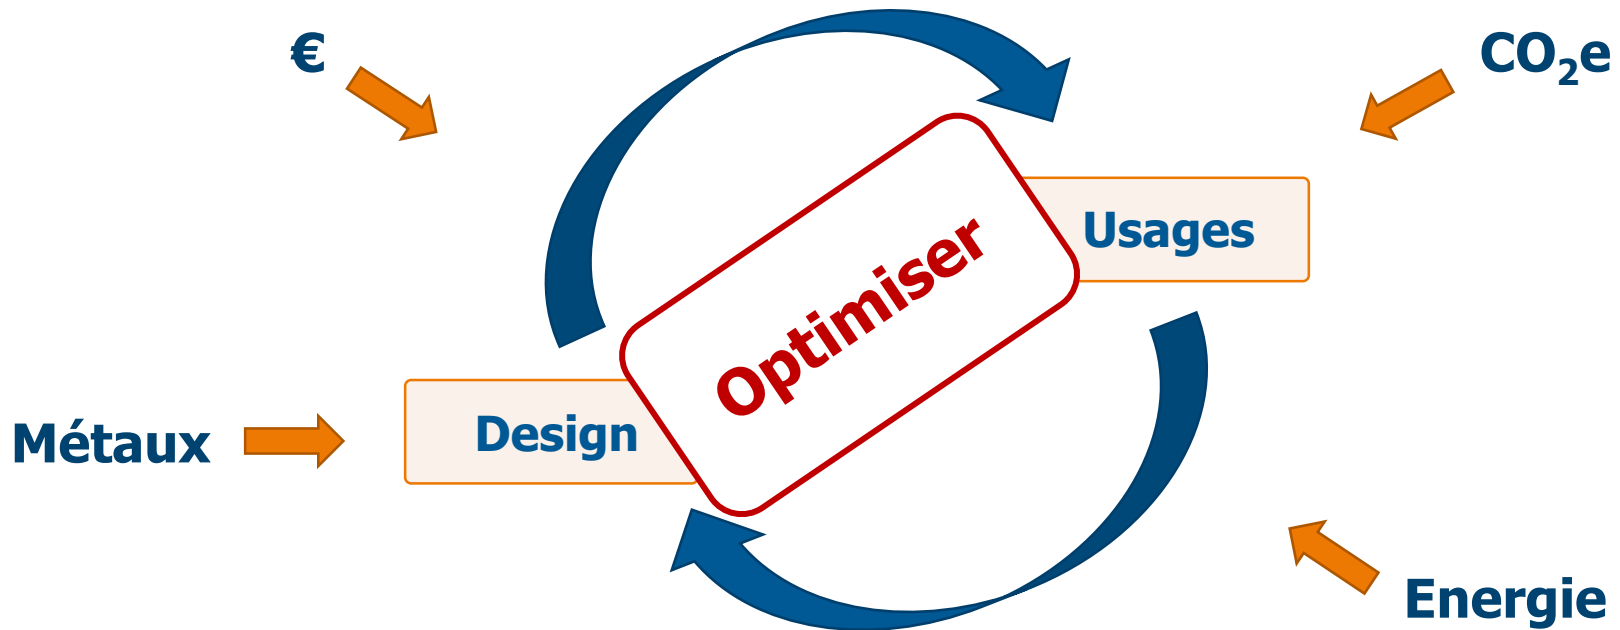 €
CO₂e
Usages
Optimiser
Design
Métaux
Energie